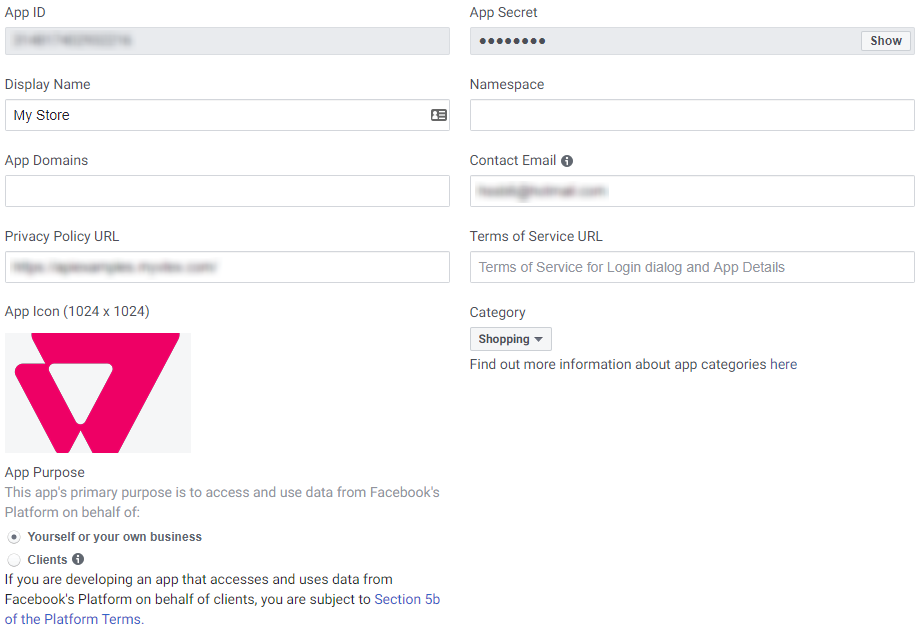 App ID
App Secret
Show
Display Name
Namespace
My Store
App Domains
Contact Email
Privacy Policy URL
Terms of Service URL
Terms of Service for Login dialog and App Details
App Icon (1024 x 1024)
Category
Shopping
Find out more information about app categories here
App Purpose
This app's primary purpose is to access and use data from Facebook's
Platform on behalf of:
Yourself or your own business
Clients
If you are developing an app that accesses and uses data from
Facebook's Platform on behalf of clients, you are subject to Section 5b
of the Platform Terms.